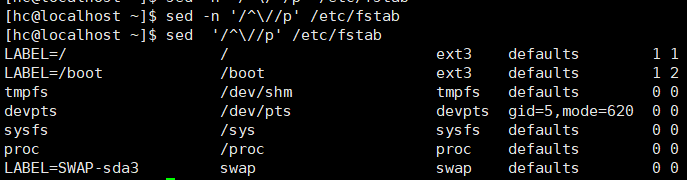 [hc@localhost ~]$ sed -n '/^\//p' /etc/fstab
[hc@localhost ~]$ sed  '/^\//p' /etc/fstab
LABEL=/                 /                       ext3    defaults        1 1
LABEL=/boot             /boot                   ext3    defaults        1 2
tmpfs                   /dev/shm                tmpfs   defaults        0 0
devpts                  /dev/pts                devpts  gid=5,mode=620  0 0
sysfs                   /sys                    sysfs   defaults        0 0
proc                    /proc                   proc    defaults        0 0
LABEL=SWAP-sda3         swap                    swap    defaults        0 0